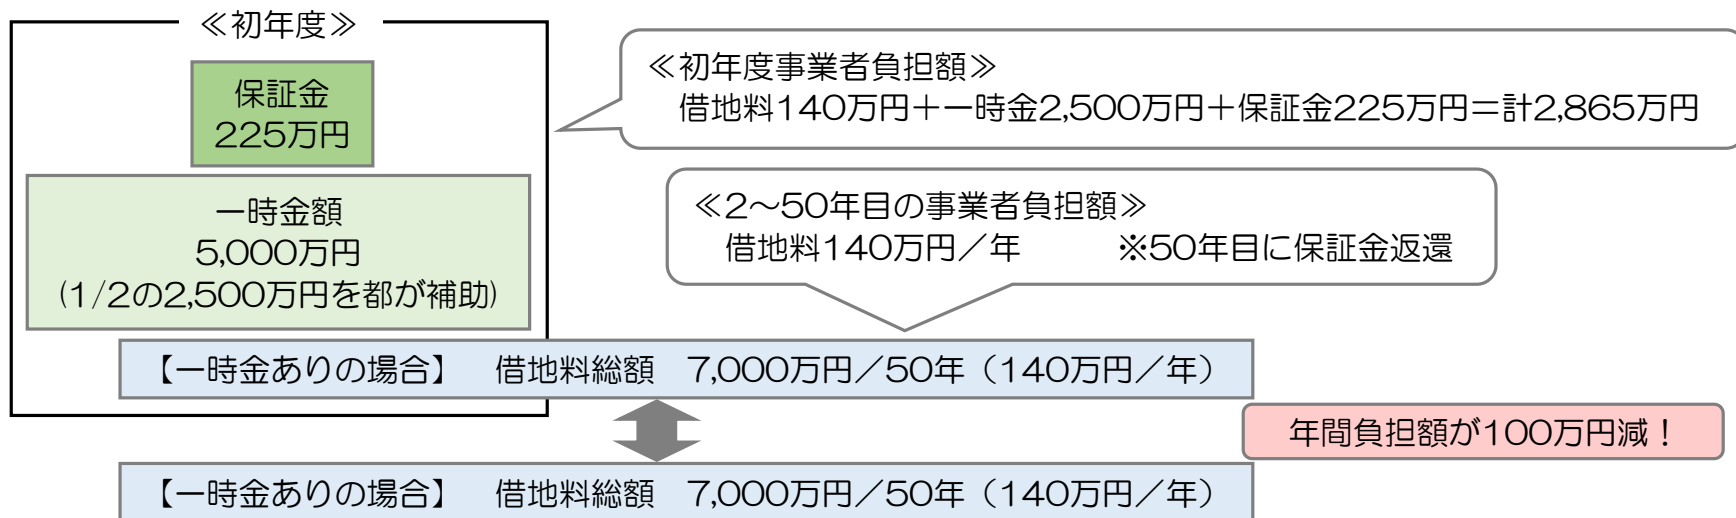 ≪初年度≫
保証金
225万円
一時金額
5,000万円
(1/2の2,500万円を都が補助)
≪初年度事業者負担額≫
借地料140万円＋一時金2,500万円＋保証金225万円＝計2,865万円
≪2～50年目の事業者負担額≫
借地料140万円／年　　　※50年目に保証金返還
【一時金ありの場合】　借地料総額　7,000万円／50年（140万円／年）
年間負担額が100万円減！
【一時金ありの場合】　借地料総額　7,000万円／50年（140万円／年）